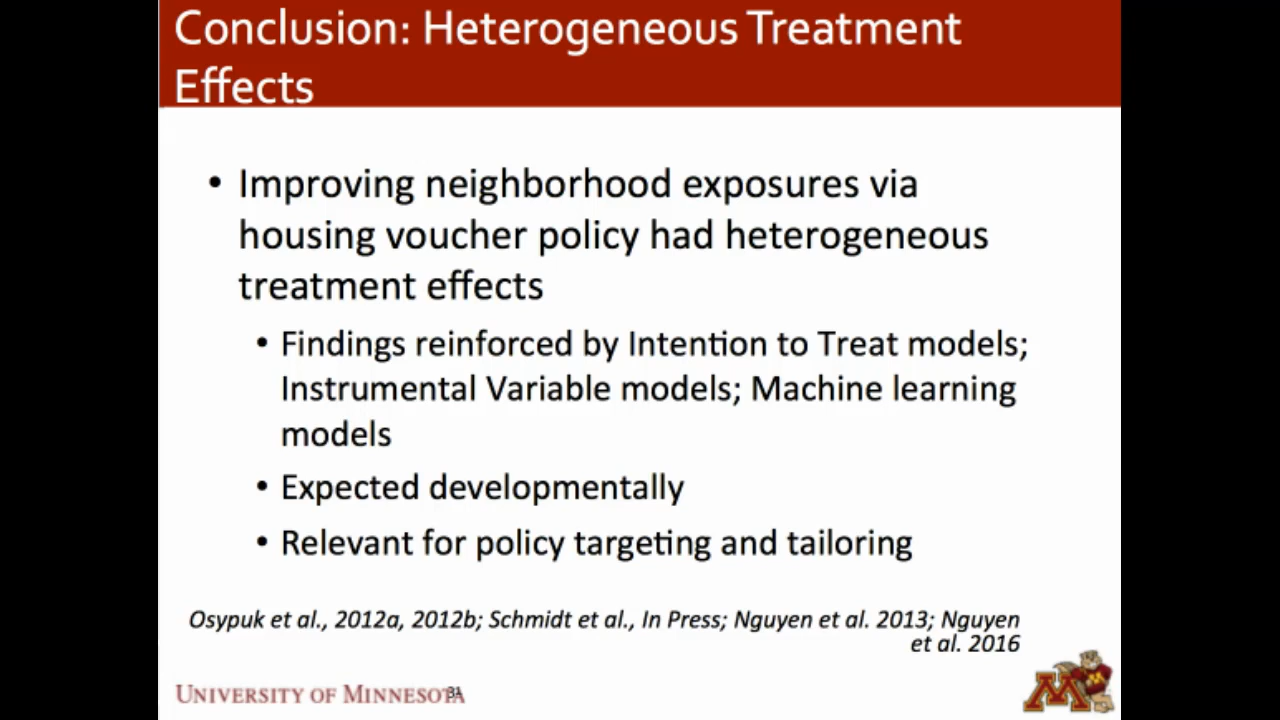 Conclusion: Heterogeneous Treatment
Effects
• Improving neighborhood exposures via
housing voucher policy had heterogeneous
treatment effects
• Findings reinforced by Intention to Treat models;
Instrumental Variable models; Machine learning
models
• Expected developmentally
• Relevant for policy targeting and tailoring
Osypuk et al., 2012a, 2012b; Schmidt et al., In Press; Nguyen et al. 2013; Nguyen
et al. 2016
UNIVERSITY OF MINNESOTA
M